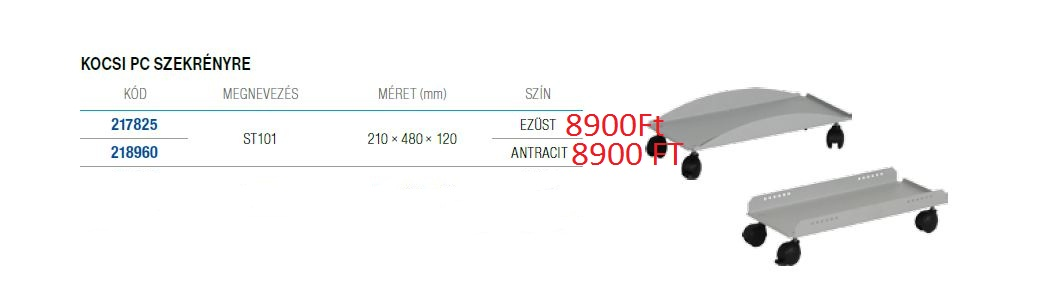 KOCSI PC SZEKRÉNYRE
KÓD MEGNEVEZÉS MÉRET (mm) SZÍN
217825 ST101 210 × 480 × 120 EZÜST 8900Ft
218960 ANTRACIT 8900 FT